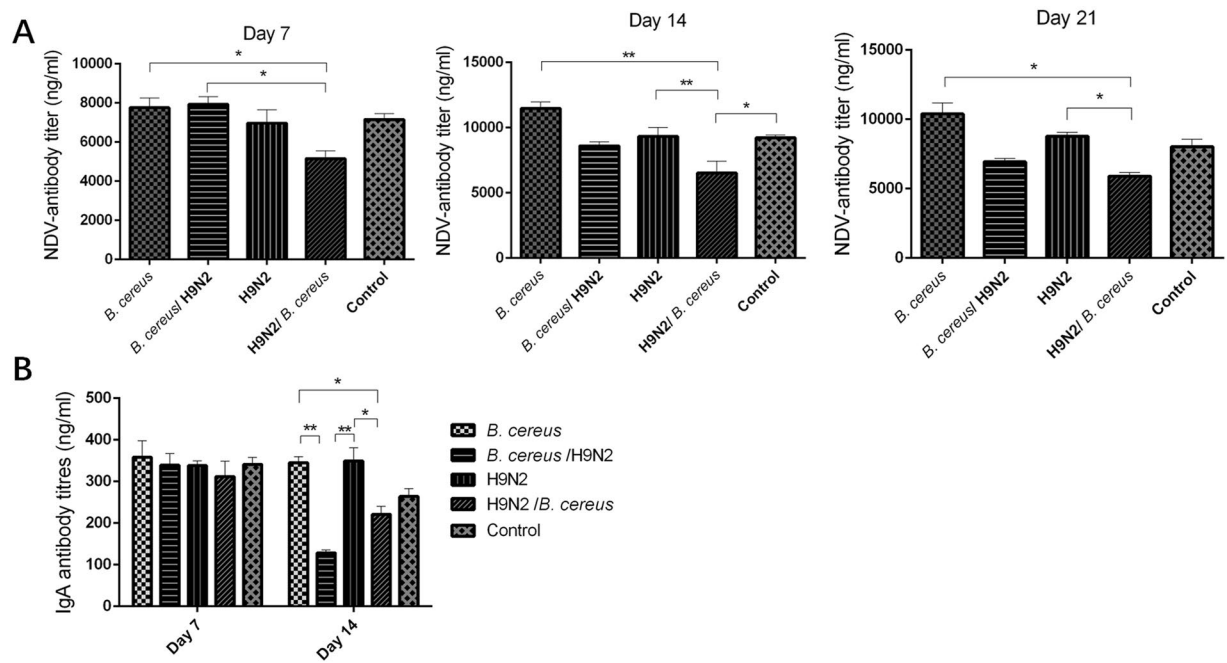 A
Day 7
NDV-antibody titer (ng/ml)
10000
8000
6000
4000
2000
0
*
*
B. cereus
B. cereus/ H9N2
H9N2
H9N2/ B. cereus
Control
Day 14
NDV-antibody titer (ng/ml)
15000
10000
5000
0
**
**
*
B. cereus
B. cereus/ H9N2
H9N2
H9N2/ B. cereus
Control
Day 21
NDV-antibody titer (ng/ml)
15000
10000
5000
0
*
*
B. cereus
B. cereus/ H9N2
H9N2
H9N2/ B. cereus
Control
B
IgA antibody titres (ng/ml)
500
400
300
200
100
0
*
**
**
*
Day 7
Day 14
B. cereus
B. cereus /H9N2
H9N2
H9N2 /B. cereus
Control